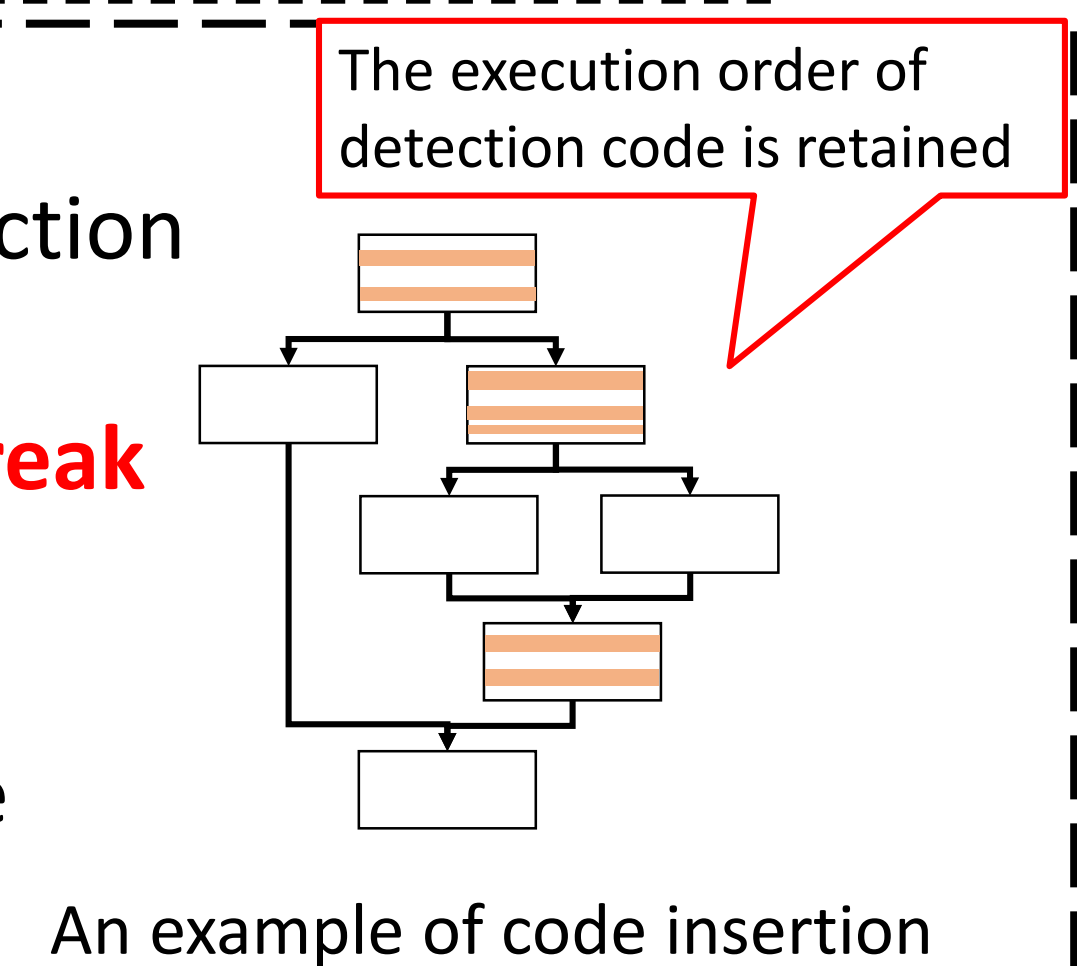 The execution order of
detection code is retained
ction
reak
e
An example of code insertion